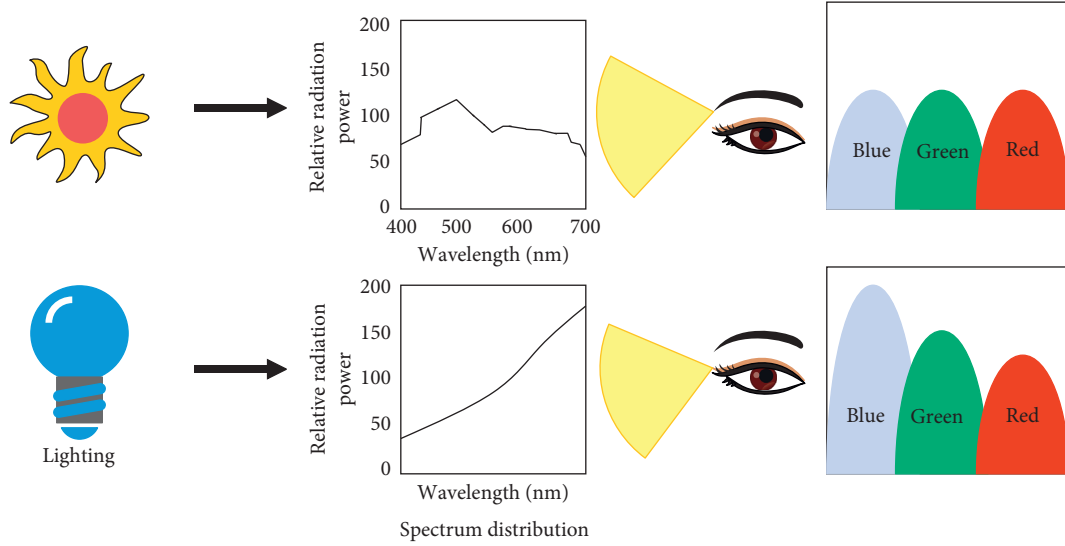 200
150
100
50
0
Relative radiation
power
400 500 600 700
Wavelength (nm)
Blue Green Red
Lighting
200
150
100
50
0
Relative radiation
power
Wavelength (nm)
Blue Green Red
Spectrum distribution